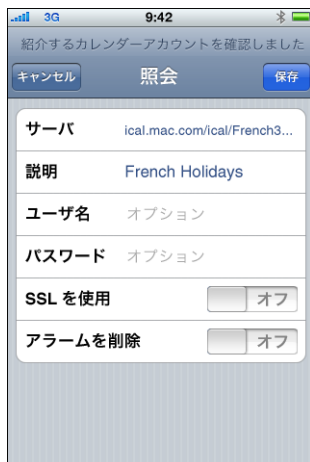 3G 9:42
紹介するカレンダーアカウントを確認しました
キャンセル 照会 保存
サーバ ical.mac.com/ical/French3...
説明 French Holidays
ユーザ名 オプション
パスワード オプション
SSL を使用 オフ
アラームを削除 オフ